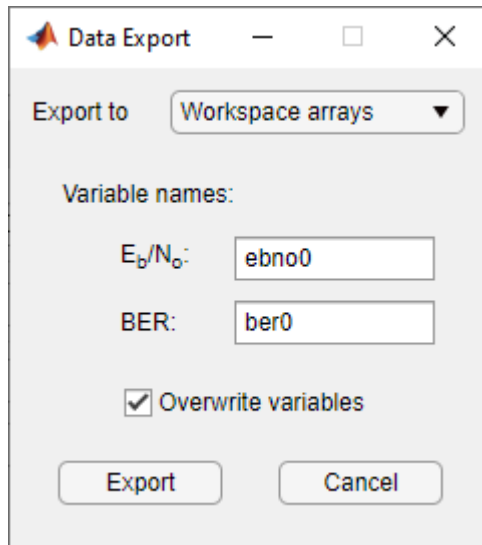 Data Export
Export to Workspace arrays
Variable names:
Eb/No: ebno0
BER: ber0
Overwrite variables
Export Cancel